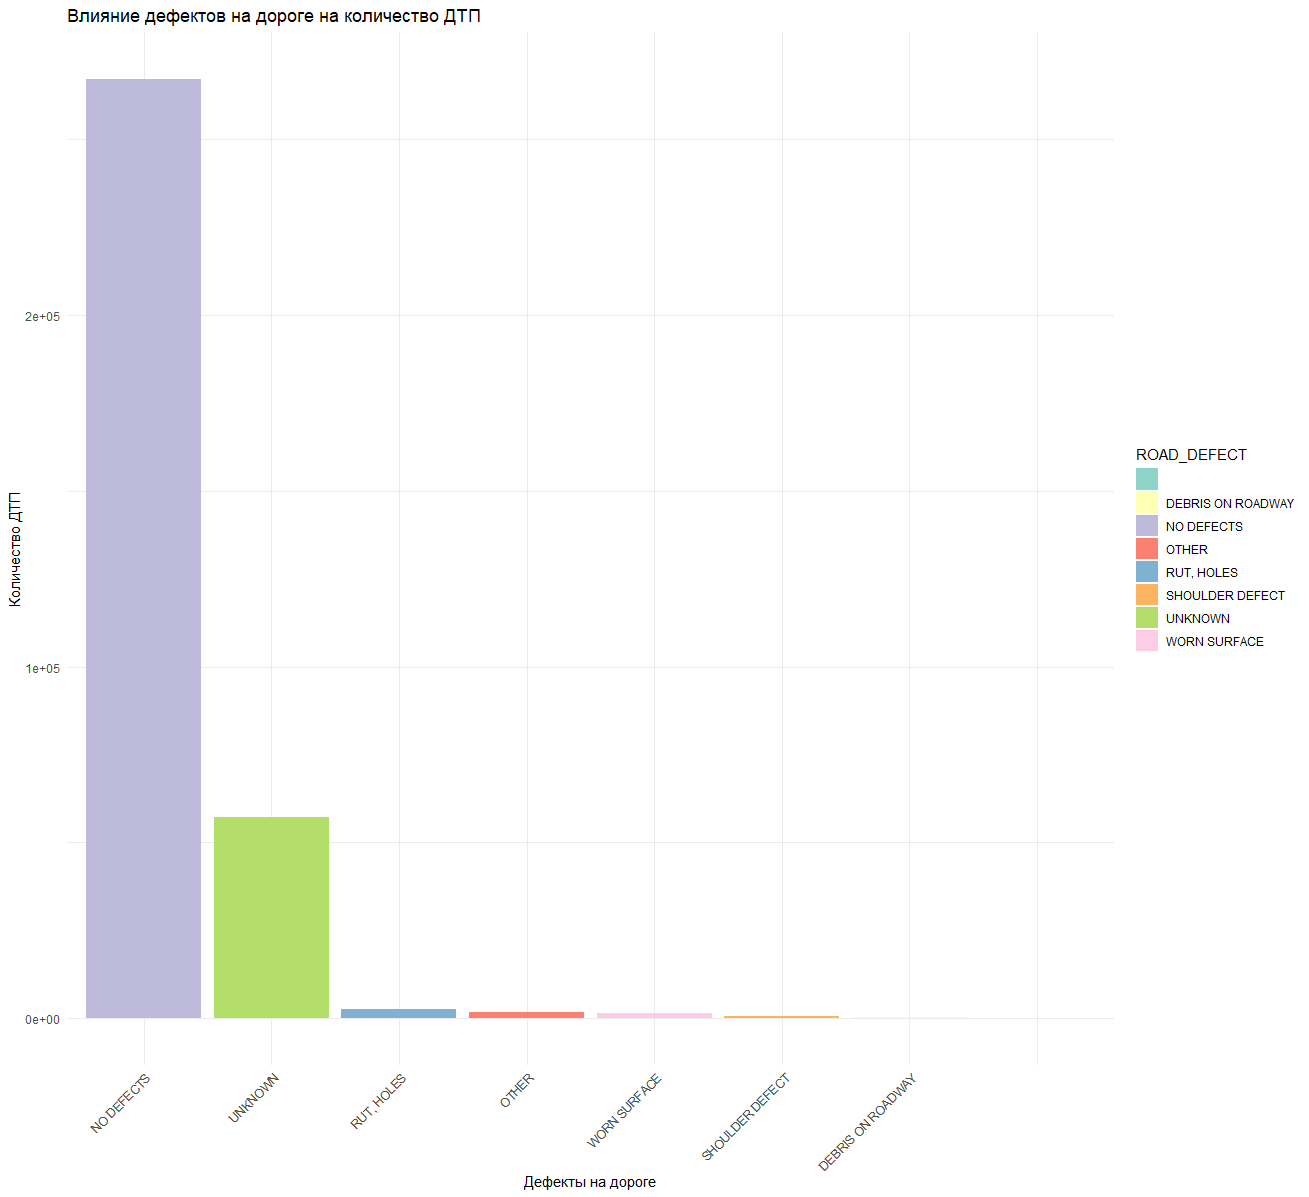 Влияние дефектов на дороге на количество ДТП
2e+05
1e+05
0e+00
Количество ДТП
NO DEFECTS
UNKNOWN
RUT, HOLES
OTHER
WORN SURFACE
SHOULDER DEFECT
DEBRIS ON ROADWAY
Дефекты на дороге
ROAD_DEFECT
DEBRIS ON ROADWAY
NO DEFECTS
OTHER
RUT, HOLES
SHOULDER DEFECT
UNKNOWN
WORN SURFACE